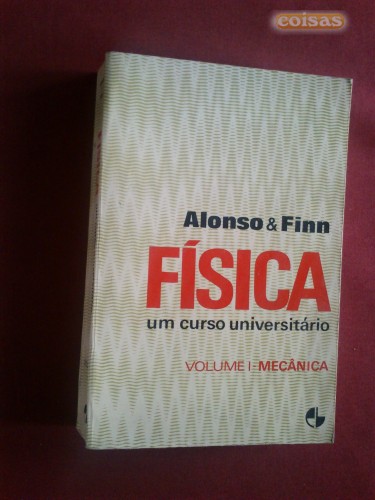 coisas
Alonso & Finn
FÍSICA
um curso universitário
VOLUME I - MECÂNICA